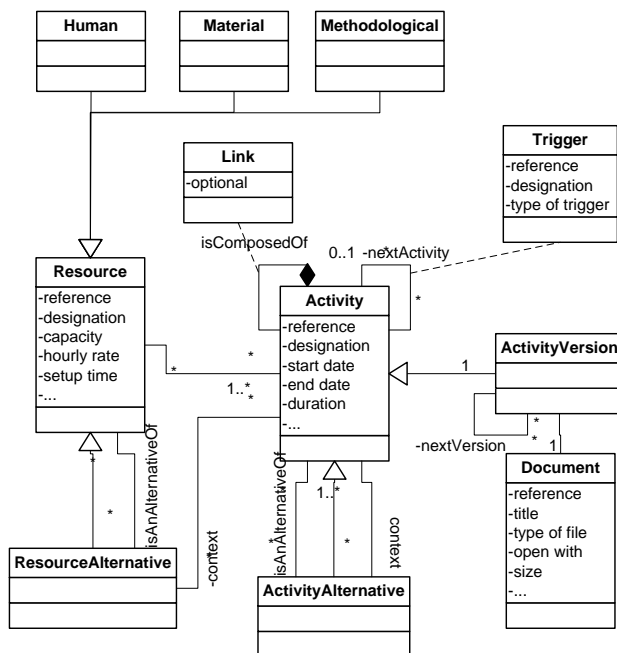 Human
Material
Methodological
Link
-optional
Trigger
-reference
-designation
-type of trigger
isComposedOf
0..1
-nextActivity
*
*
Resource
-reference
-designation
-capacity
-hourly rate
-setup time
-...
Activity
-reference
-designation
-start date
-end date
-duration
-...
ActivityVersion
1
*
*
1..*
*
-nextVersion
*
*
1
Document
-reference
-title
-type of file
-open with
-size
-...
*
*
isAnAlternativeOf
-context
*
isAnAlternativeOf
*
1..*
*
context
ResourceAlternative
ActivityAlternative